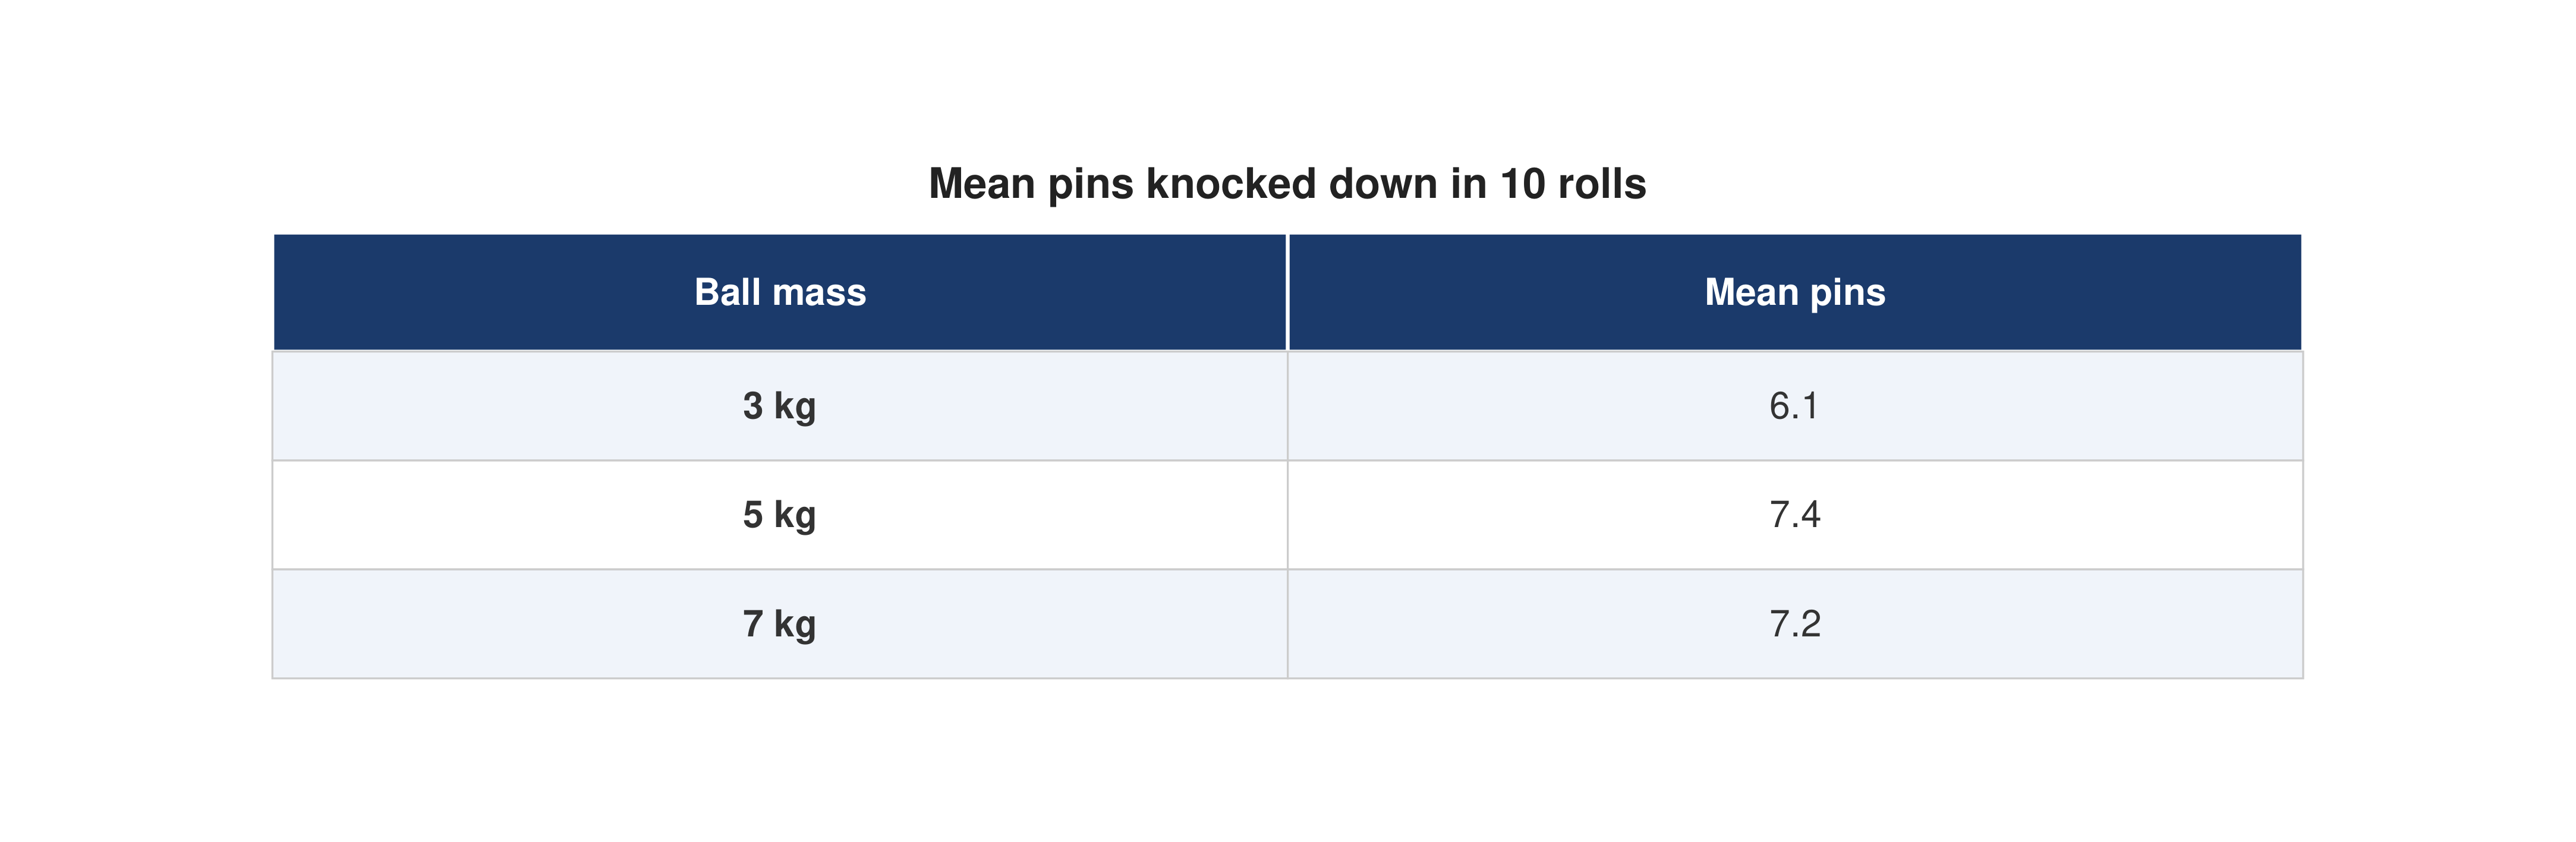 Mean pins knocked down in 10 rolls
Ball mass Mean pins
3 kg 6.1
5 kg 7.4
7 kg 7.2